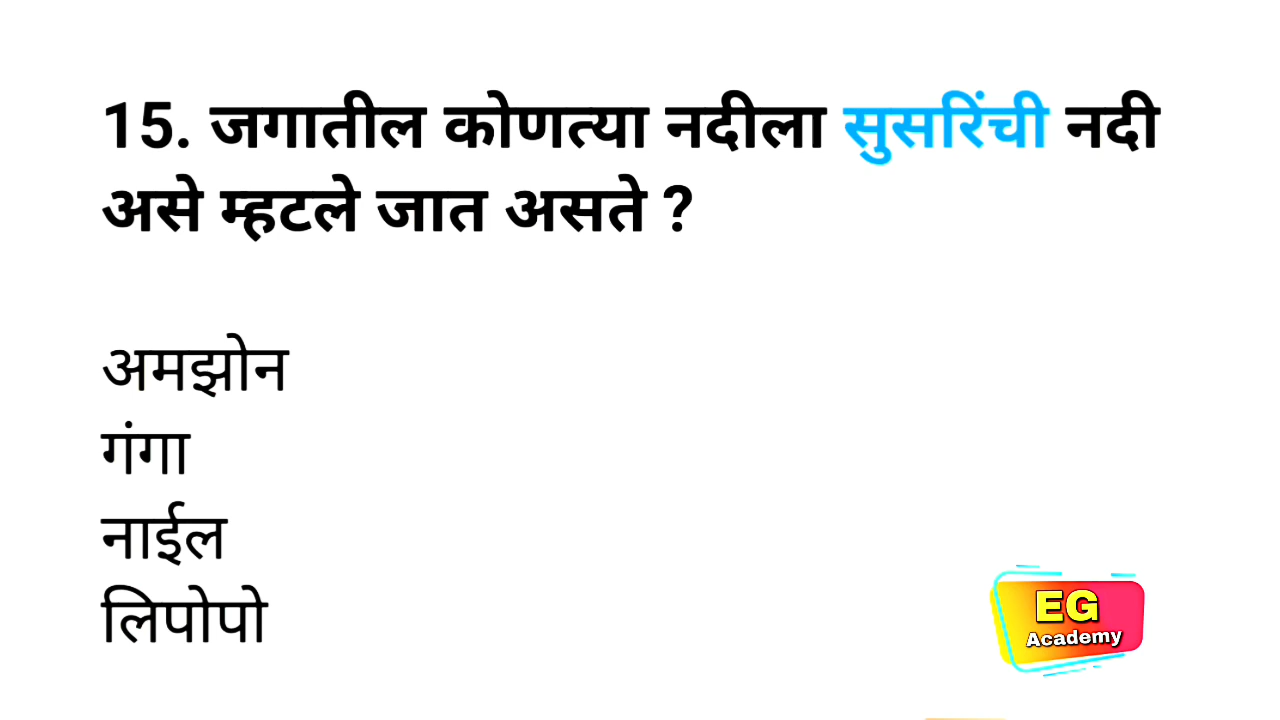 15. जगातील कोणत्या नदीला सुसरिंची नदी
असे म्हटले जात असते ?
अमझोन
गंगा
नाईल
लिपोपो
EG
Academy